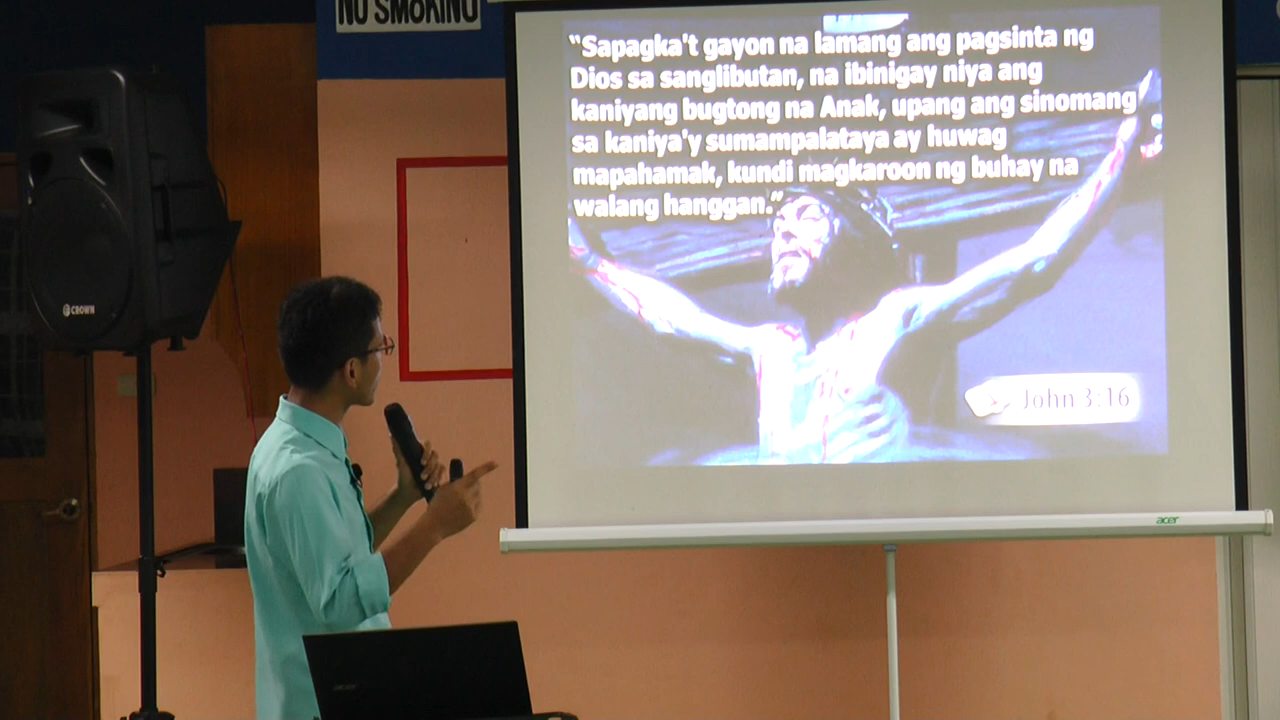 NO SMOKING
“Sapagka't gayon na lamang ang pagsinta ng
Dios sa sanglibutan, na ibinigay niya ang
kaniyang bugtong na Anak, upang ang sinomang
sa kaniya'y sumampalataya ay huwag
mapahamak, kundi magkaroon ng buhay na
walang hanggan.”
John 3:16
CROWN
acer
acer